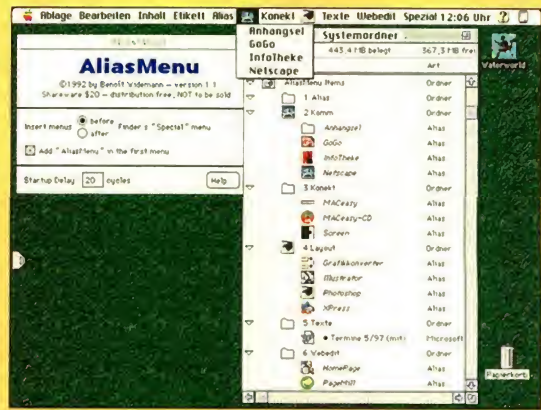 Ablage Bearbeiten Inhalt Etikett Alias Konekt Texte Webedit Spezial 12:06 Uhr
Anhangsel
GoGo
InfoTheke
Netscape
Systemordner
443,4 MB belegt 367,3 MB frei
Art
AliasMenu
©1992 by Benoît Widemann – version 1.1
Shareware $20 – distribution free, NOT to be sold
Insert menus before after Finder's "Special" menu
Add "AliasMenu" in the first menu
Startup Delay 20 cycles Help...
AliasMenu Items Ordner
1 Alias Ordner
2 Komm Ordner
Anhangsel Alias
GoGo Alias
InfoTheke Alias
Netscape Alias
3 Konekt Ordner
MACeasy Alias
MACeasy-CD Alias
Screen Alias
4 Layout Ordner
Grafikkonverter Alias
Illustrator Alias
Photoshop Alias
XPress Alias
5 Texte Ordner
• Termine 5/97 (mit) Microsoft
6 Webedit Ordner
HomePage Alias
PageMill Alias
Waterworld
Papierkorb